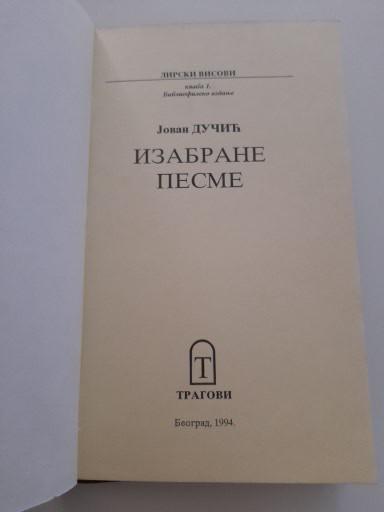 ЛИРСКИ ВИСОВИ
књига 1.
Библиофилско издање
Јован ДУЧИЋ
ИЗАБРАНЕ
ПЕСМЕ
Т
ТРАГОВИ
Београд, 1994.